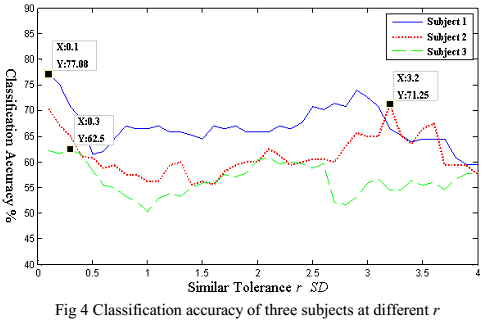 90
85
80
75
70
65
60
55
50
45
40
Classification Accuracy %
X:0.1
Y:77.08
X:0.3
Y:62.5
X:3.2
Y:71.25
Subject 1
Subject 2
Subject 3
0 0.5 1 1.5 2 2.5 3 3.5 4
Similar Tolerance r SD
Fig 4 Classification accuracy of three subjects at different r